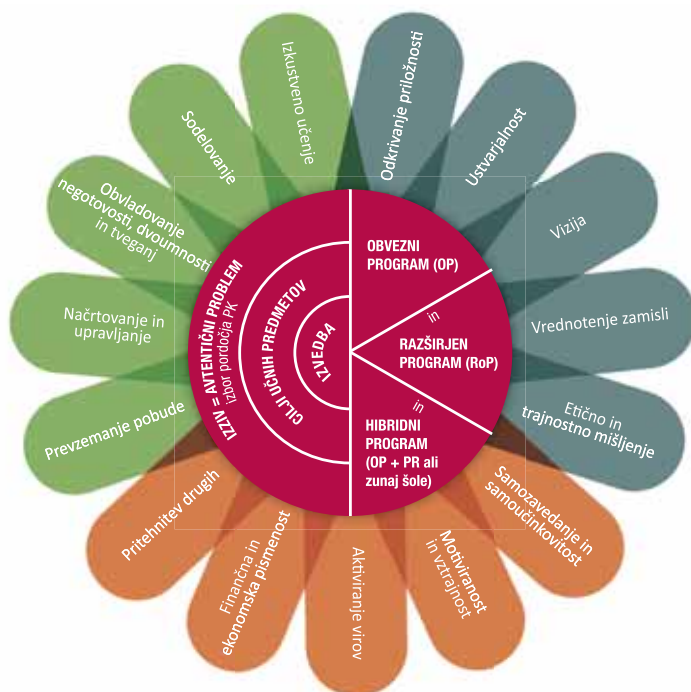 Izkustveno učenje
Odkrivanje priložnosti
Ustvarjalnost
Vizija
Vrednotenje zamisli
Etično in
trajnostno mišljenje
Samozavedanje in
samoučinkovitost
Motiviranost
in vztrajnost
Aktiviranje virov
Finančna in
ekonomska pismenost
Pritehnitev drugih
Prevzemanje pobude
Načrtovanje in
upravljanje
Obvladovanje
negotovosti, dvoumnosti
in tveganj
Sodelovanje
IZZIV = AVTENTIČNI PROBLEM
izbor pordočja PK
CILJI UČNIH PREDMETOV
IZVEDBA
OBVEZNI
PROGRAM (OP)
in
RAZŠIRJEN
PROGRAM (RoP)
in
HIBRIDNI
PROGRAM
(OP + PR ali
zunaj šole)